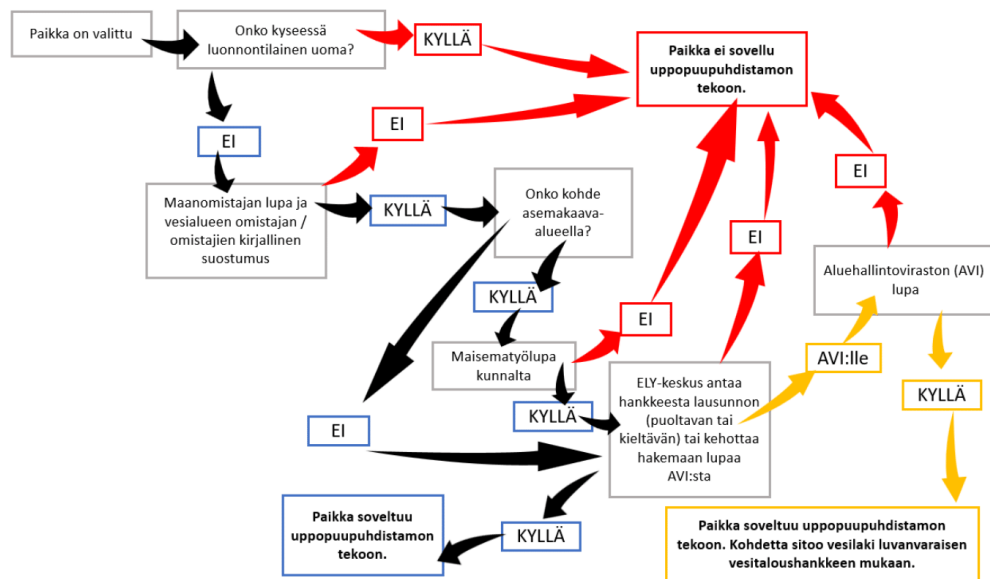 Paikka on valittu
Onko kyseessä
luonnontilainen uoma?
KYLLÄ
Paikka ei sovellu
uppopuupuhdistamon
tekoon.
EI
EI
Maanomistajan lupa ja
vesialueen omistajan /
omistajien kirjallinen
suostumus
KYLLÄ
Onko kohde
asemakaava-
alueella?
EI
EI
KYLLÄ
Maisematyölupa
kunnalta
EI
KYLLÄ
EI
ELY-keskus antaa
hankkeesta lausunnon
(puoltavan tai
kieltävän) tai kehottaa
hakemaan lupaa
AVI:sta
Aluehallintoviraston (AVI)
lupa
AVI:lle
KYLLÄ
KYLLÄ
Paikka soveltuu
uppopuupuhdistamon
tekoon.
Paikka soveltuu uppopuupuhdistamon
tekoon. Kohdetta sitoo vesilaki luvanvaraisen
vesitaloushankkeen mukaan.